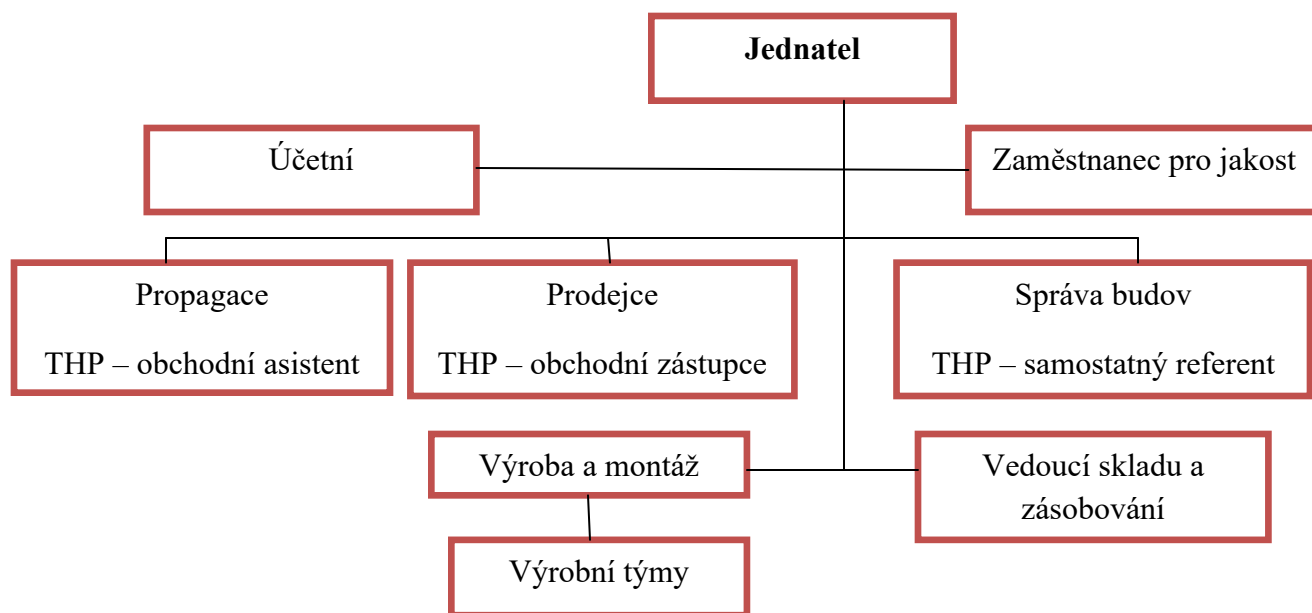 Jednatel
Účetní
Zaměstnanec pro jakost
Propagace
THP – obchodní asistent
Prodejce
THP – obchodní zástupce
Správa budov
THP – samostatný referent
Výroba a montáž
Vedoucí skladu a
zásobování
Výrobní týmy